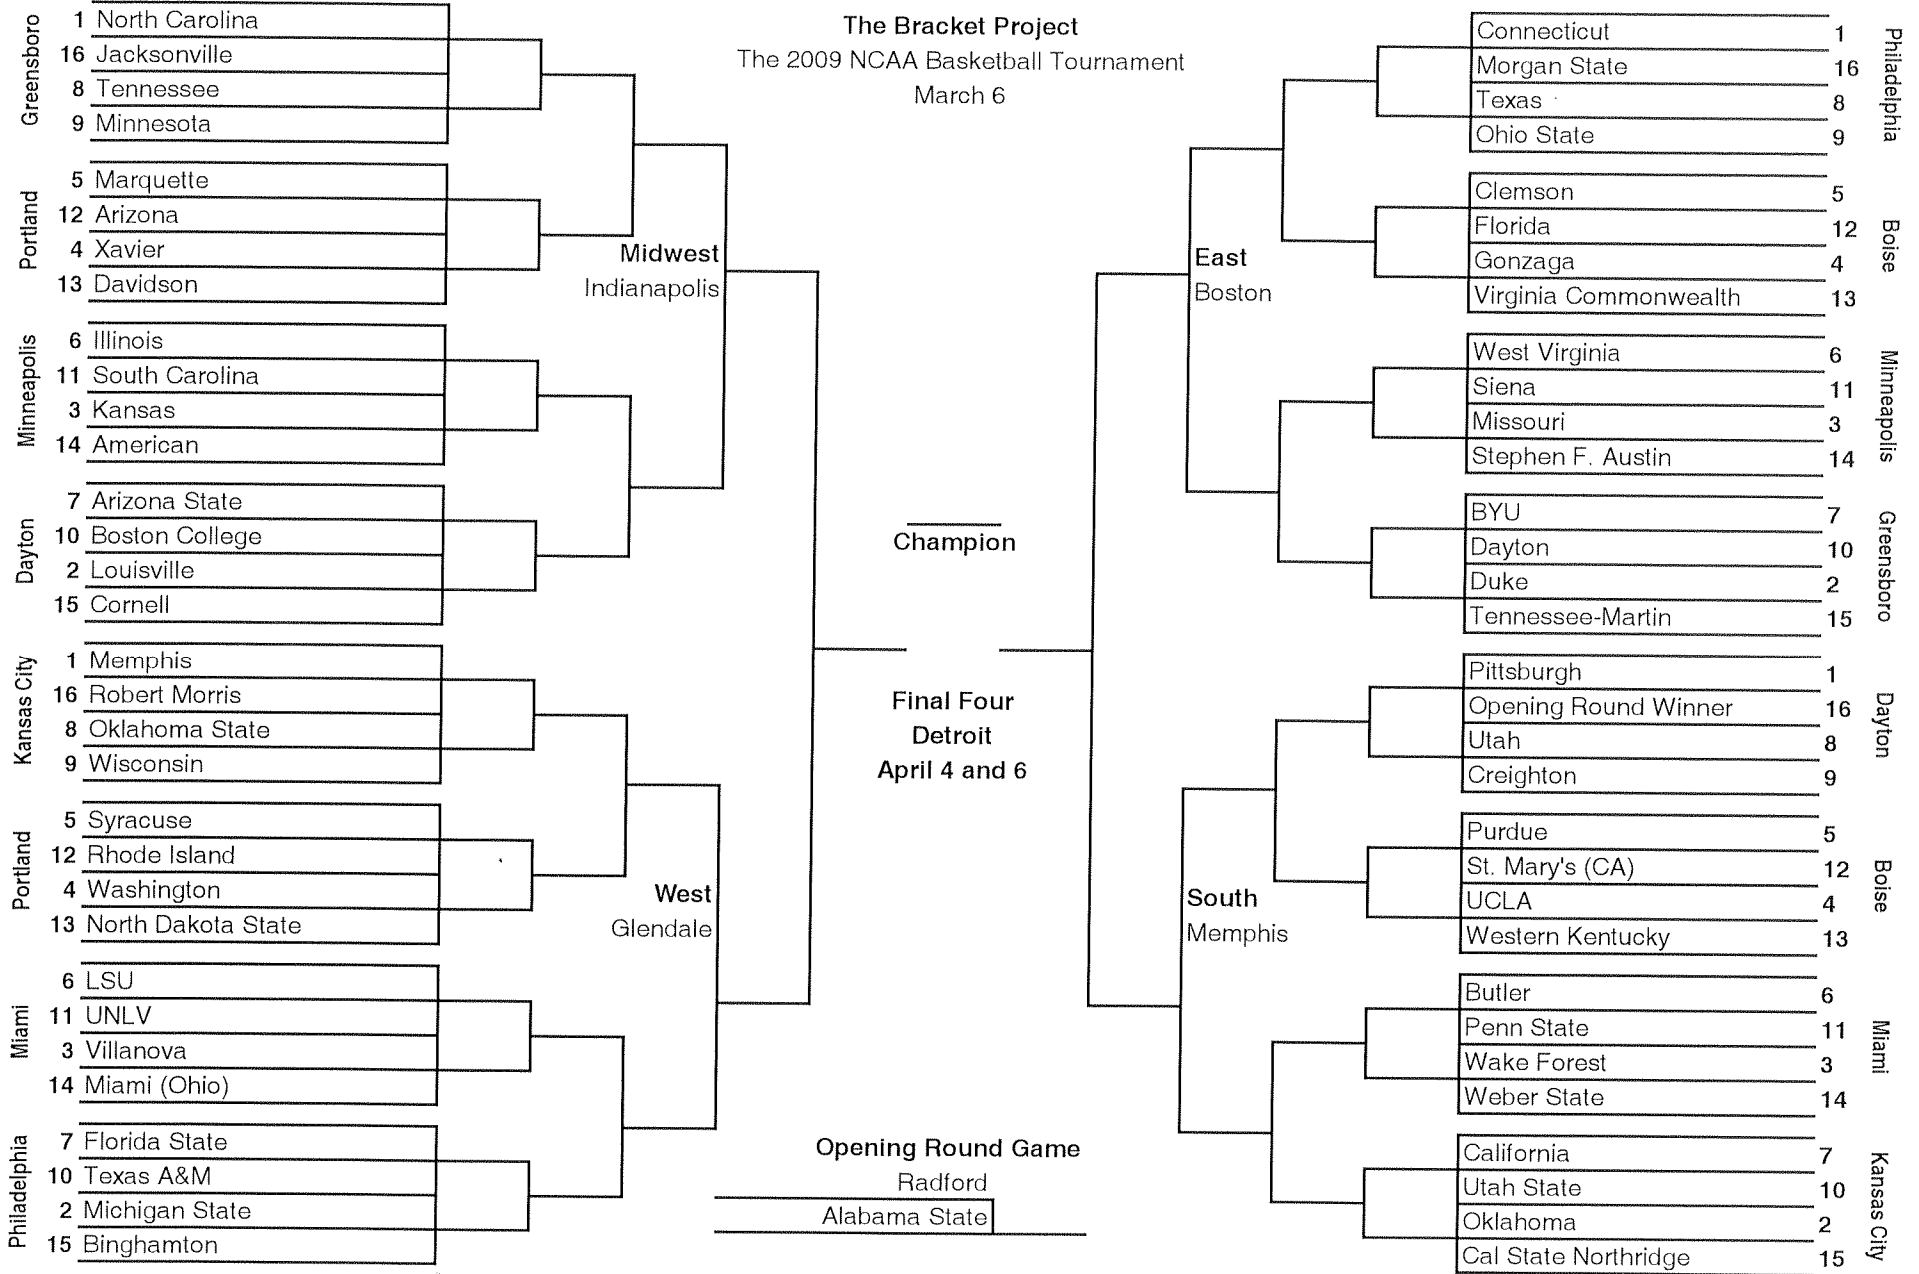 The Bracket Project
The 2009 NCAA Basketball Tournament
March 6
Greensboro
1 North Carolina
16 Jacksonville
8 Tennessee
9 Minnesota
Portland
5 Marquette
12 Arizona
4 Xavier
13 Davidson
Minneapolis
6 Illinois
11 South Carolina
3 Kansas
14 American
Dayton
7 Arizona State
10 Boston College
2 Louisville
15 Cornell
Midwest
Indianapolis
Kansas City
1 Memphis
16 Robert Morris
8 Oklahoma State
9 Wisconsin
Portland
5 Syracuse
12 Rhode Island
4 Washington
13 North Dakota State
Miami
6 LSU
11 UNLV
3 Villanova
14 Miami (Ohio)
Philadelphia
7 Florida State
10 Texas A&M
2 Michigan State
15 Binghamton
West
Glendale
Champion
Final Four
Detroit
April 4 and 6
Opening Round Game
Radford
Alabama State
Connecticut 1
Morgan State 16
Texas 8
Ohio State 9
Philadelphia
Clemson 5
Florida 12
Gonzaga 4
Virginia Commonwealth 13
Boise
West Virginia 6
Siena 11
Missouri 3
Stephen F. Austin 14
Minneapolis
BYU 7
Dayton 10
Duke 2
Tennessee-Martin 15
Greensboro
East
Boston
Pittsburgh 1
Opening Round Winner 16
Utah 8
Creighton 9
Dayton
Purdue 5
St. Mary's (CA) 12
UCLA 4
Western Kentucky 13
Boise
Butler 6
Penn State 11
Wake Forest 3
Weber State 14
Miami
California 7
Utah State 10
Oklahoma 2
Cal State Northridge 15
Kansas City
South
Memphis